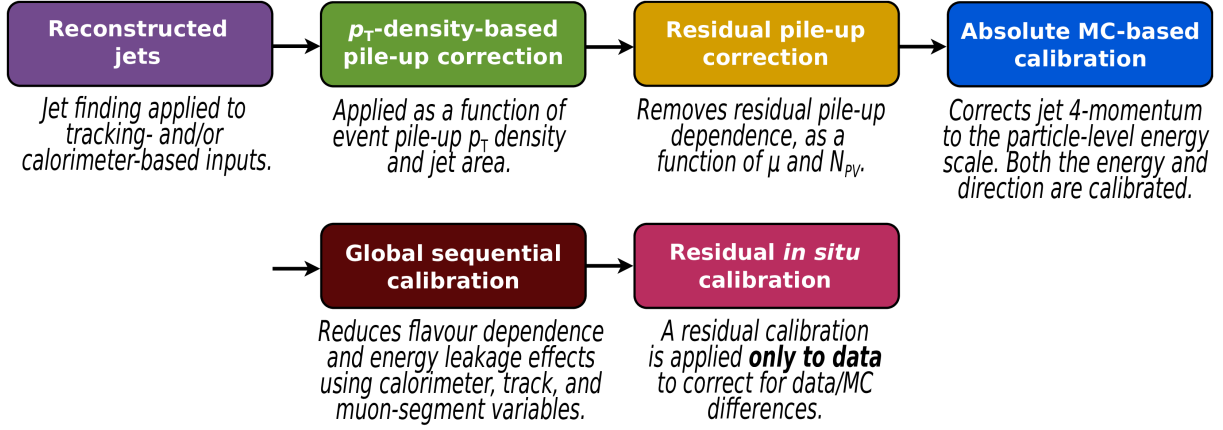 Reconstructed
jets
Jet finding applied to
tracking- and/or
calorimeter-based inputs.
pT-density-based
pile-up correction
Applied as a function of
event pile-up pT density
and jet area.
Residual pile-up
correction
Removes residual pile-up
dependence, as a
function of μ and NPV.
Absolute MC-based
calibration
Corrects jet 4-momentum
to the particle-level energy
scale. Both the energy and
direction are calibrated.
Global sequential
calibration
Reduces flavour dependence
and energy leakage effects
using calorimeter, track, and
muon-segment variables.
Residual in situ
calibration
A residual calibration
is applied only to data
to correct for data/MC
differences.